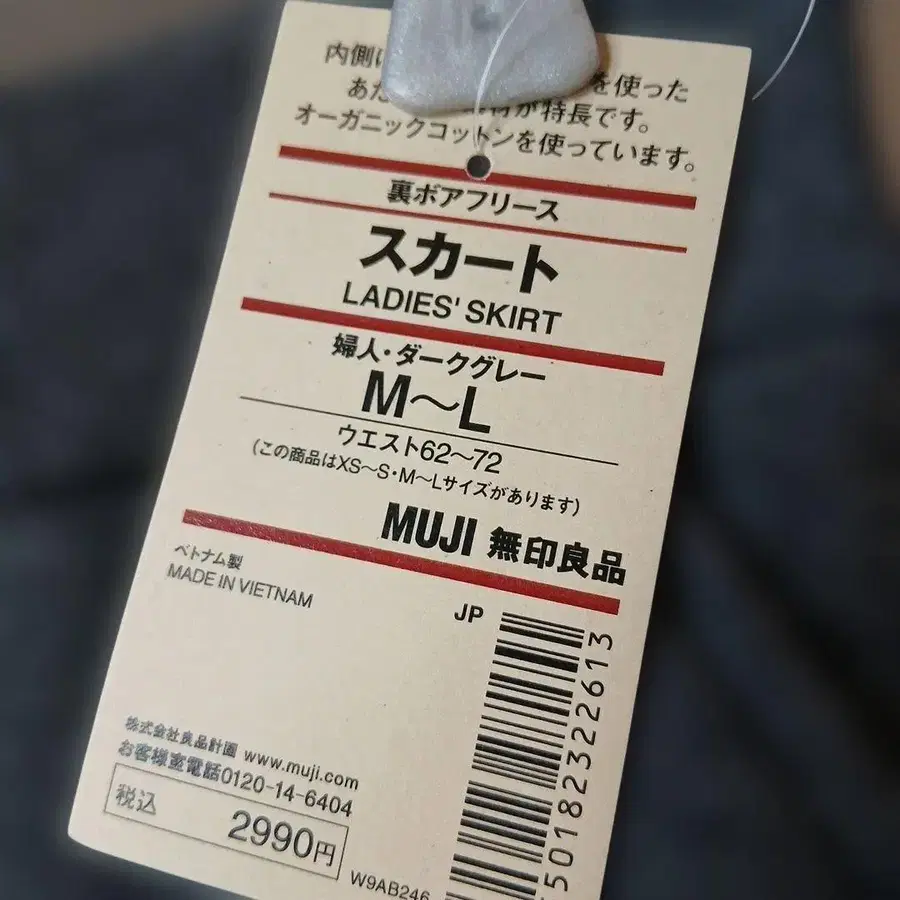 内側に を使った
あた が特長です。
オーガニックコットンを使っています。
裏ボアフリース
スカート
LADIES' SKIRT
婦人・ダークグレー
M～L
ウエスト62～72
(この商品はXS～S・M～Lサイズがあります)
MUJI 無印良品
ベトナム製
MADE IN VIETNAM
JP
株式会社良品計画 www.muji.com
お客様室電話0120-14-6404
税込 2990円
W9AB246
501823322613